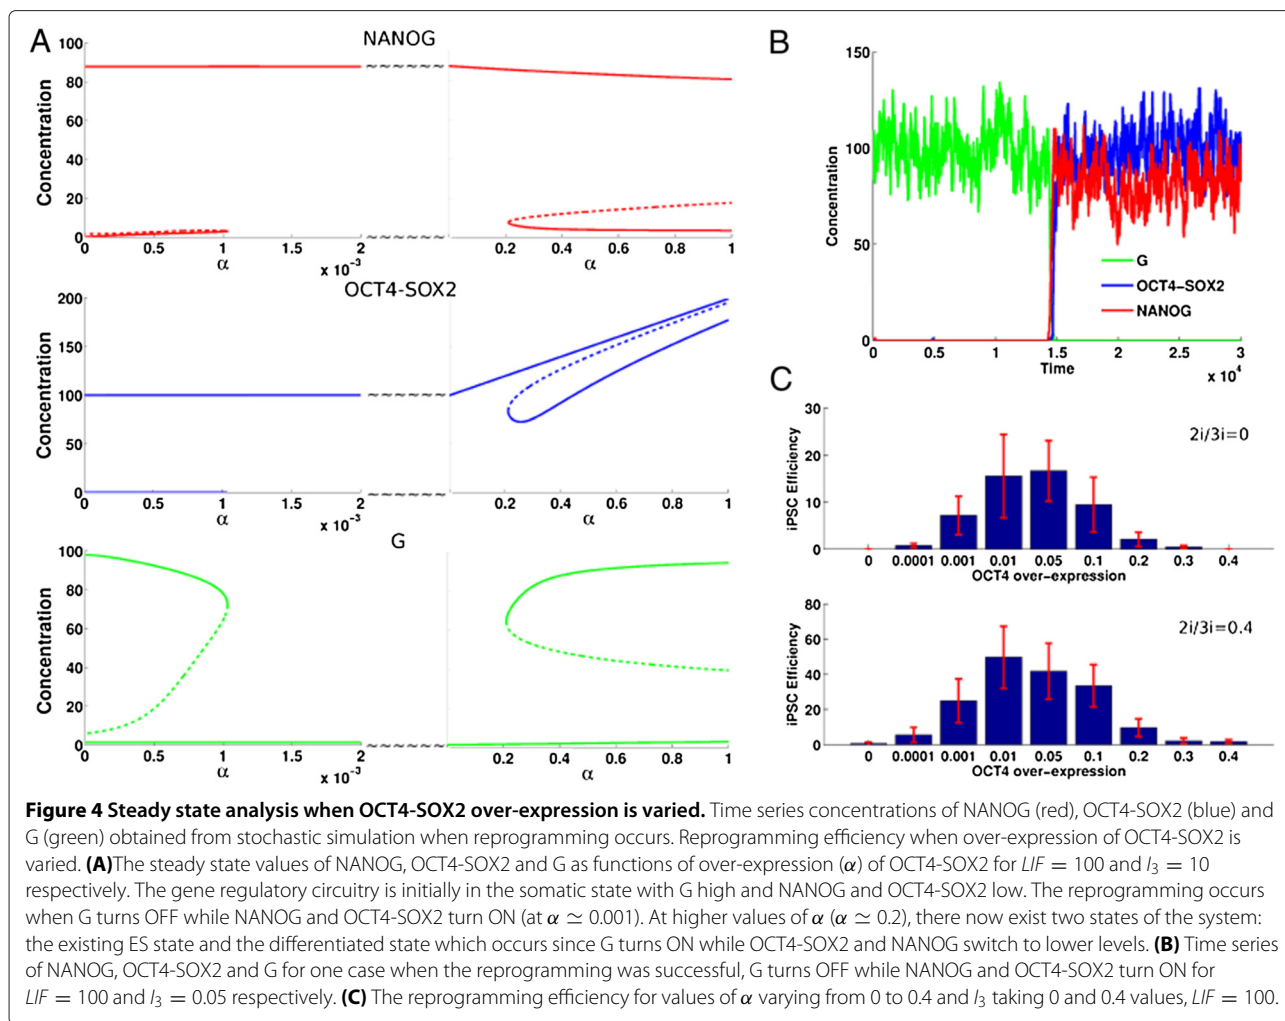 A
NANOG
100
80
60
40
20
0
Concentration
0 0.5 1 1.5 2
α
x 10⁻³
0.2 0.4 0.6 0.8 1
α
OCT4-SOX2
200
150
100
50
0
Concentration
0 0.5 1 1.5 2
α
x 10⁻³
0.2 0.4 0.6 0.8 1
α
G
100
80
60
40
20
0
Concentration
0 0.5 1 1.5 2
α
x 10⁻³
0.2 0.4 0.6 0.8 1
α
B
150
100
50
0
Concentration
G
OCT4-SOX2
NANOG
0 0.5 1 1.5 2 2.5 3
Time
x 10⁴
C
30
20
10
0
iPSC Efficiency
2i/3i=0
0 0.0001 0.001 0.01 0.05 0.1 0.2 0.3 0.4
OCT4 over-expression
80
60
40
20
0
iPSC Efficiency
2i/3i=0.4
0 0.0001 0.001 0.01 0.05 0.1 0.2 0.3 0.4
OCT4 over-expression
Figure 4 Steady state analysis when OCT4-SOX2 over-expression is varied. Time series concentrations of NANOG (red), OCT4-SOX2 (blue) and
G (green) obtained from stochastic simulation when reprogramming occurs. Reprogramming efficiency when over-expression of OCT4-SOX2 is
varied. (A)The steady state values of NANOG, OCT4-SOX2 and G as functions of over-expression (α) of OCT4-SOX2 for LIF = 100 and I₃ = 10
respectively. The gene regulatory circuitry is initially in the somatic state with G high and NANOG and OCT4-SOX2 low. The reprogramming occurs
when G turns OFF while NANOG and OCT4-SOX2 turn ON (at α ≃ 0.001). At higher values of α (α ≃ 0.2), there now exist two states of the system:
the existing ES state and the differentiated state which occurs since G turns ON while OCT4-SOX2 and NANOG switch to lower levels. (B) Time series
of NANOG, OCT4-SOX2 and G for one case when the reprogramming was successful, G turns OFF while NANOG and OCT4-SOX2 turn ON for
LIF = 100 and I₃ = 0.05 respectively. (C) The reprogramming efficiency for values of α varying from 0 to 0.4 and I₃ taking 0 and 0.4 values, LIF = 100.